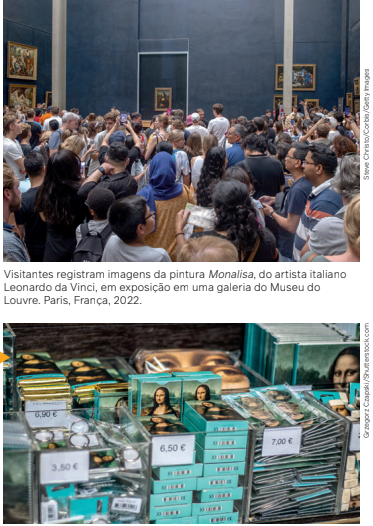 Steve Christo/Corbis/Getty Images
Visitantes registram imagens da pintura Monalisa, do artista italiano
Leonardo da Vinci, em exposição em uma galeria do Museu do
Louvre. Paris, França, 2022.
Grzegorz Czapski/Shutterstock.com
6,90 €
3,50 €
6,50 €
7,00 €